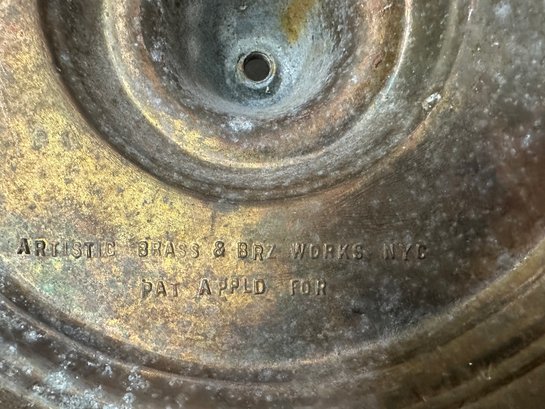 ARTISTIC BRASS & BRZ WORKS NYC
PAT APPLD FOR